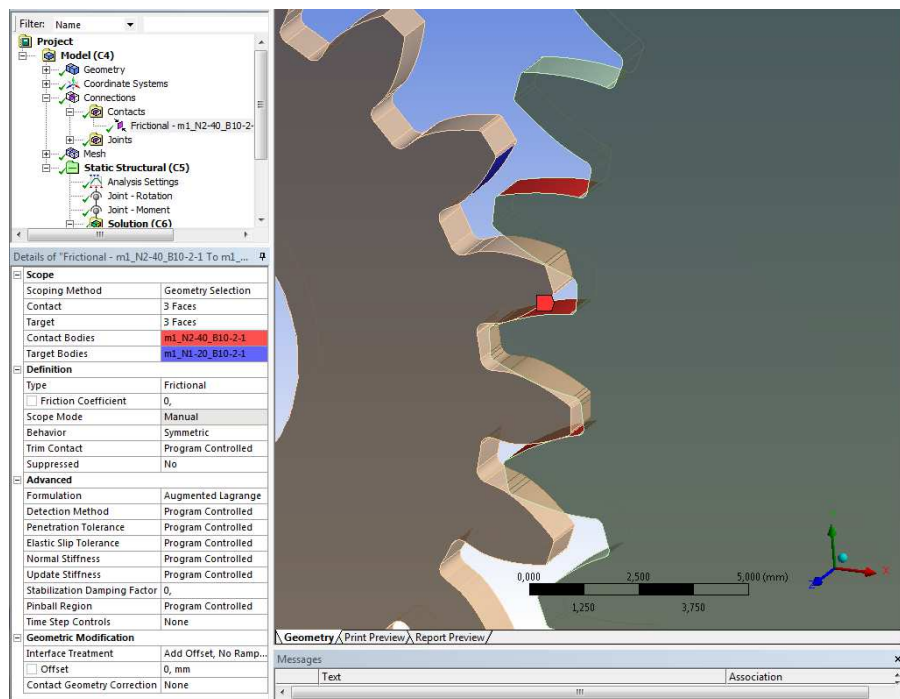 Filter: Name
Project
Model (C4)
Geometry
Coordinate Systems
Connections
Contacts
Frictional - m1_N2-40_B10-2-
Joints
Mesh
Static Structural (C5)
Analysis Settings
Joint - Rotation
Joint - Moment
Solution (C6)
Details of "Frictional - m1_N2-40_B10-2-1 To m1_...
Scope
Scoping Method Geometry Selection
Contact 3 Faces
Target 3 Faces
Contact Bodies m1_N2-40_B10-2-1
Target Bodies m1_N1-20_B10-2-1
Definition
Type Frictional
Friction Coefficient 0,
Scope Mode Manual
Behavior Symmetric
Trim Contact Program Controlled
Suppressed No
Advanced
Formulation Augmented Lagrange
Detection Method Program Controlled
Penetration Tolerance Program Controlled
Elastic Slip Tolerance Program Controlled
Normal Stiffness Program Controlled
Update Stiffness Program Controlled
Stabilization Damping Factor 0,
Pinball Region Program Controlled
Time Step Controls None
Geometric Modification
Interface Treatment Add Offset, No Ramp...
Offset 0, mm
Contact Geometry Correction None
0,000 2,500 5,000 (mm)
1,250 3,750
X
Geometry Print Preview Report Preview
Messages
Text Association